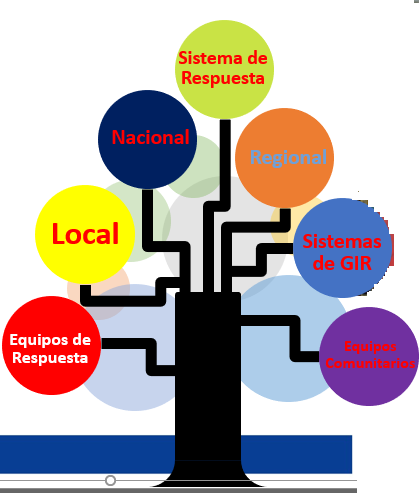 Sistema de
Respuesta
Nacional
Regional
Local
Sistemas
de GIR
Equipos de
Respuesta
Equipos
Comunitarios